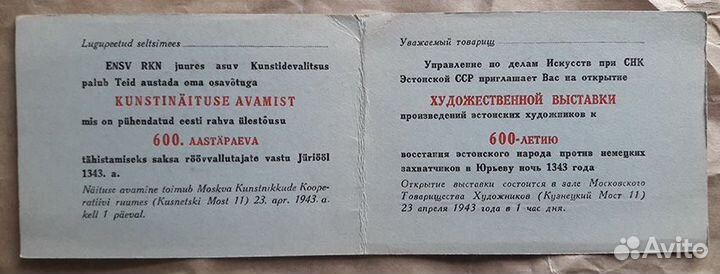 Lugupeetud seltsimees
ENSV RKN juures asuv Kunstidevalitsus
palub Teid austada oma osavõtuga
KUNSTINÄITUSE AVAMIST
mis on pühendatud eesti rahva ülestõusu
600. AASTAPÄEVA
tähistamiseks saksa röövvallutajate vastu Jüriööl
1343. a.
Näituse avamine toimub Moskva Kunstnikkude Koope-
ratiivi ruumes (Kusnetski Most 11) 23. apr. 1943. a.
kell 1 päeval.
Уважаемый товарищ
Управление по делам Искусств при СНК
Эстонской ССР приглашает Вас на открытие
ХУДОЖЕСТВЕННОЙ ВЫСТАВКИ
произведений эстонских художников к
600-ЛЕТИЮ
восстания эстонского народа против немецких
захватчиков в Юрьеву ночь 1343 года
Открытие выставки состоится в зале Московского
Товарищества Художников (Кузнецкий Мост 11)
23 апреля 1943 года в 1 час дня.
Avito